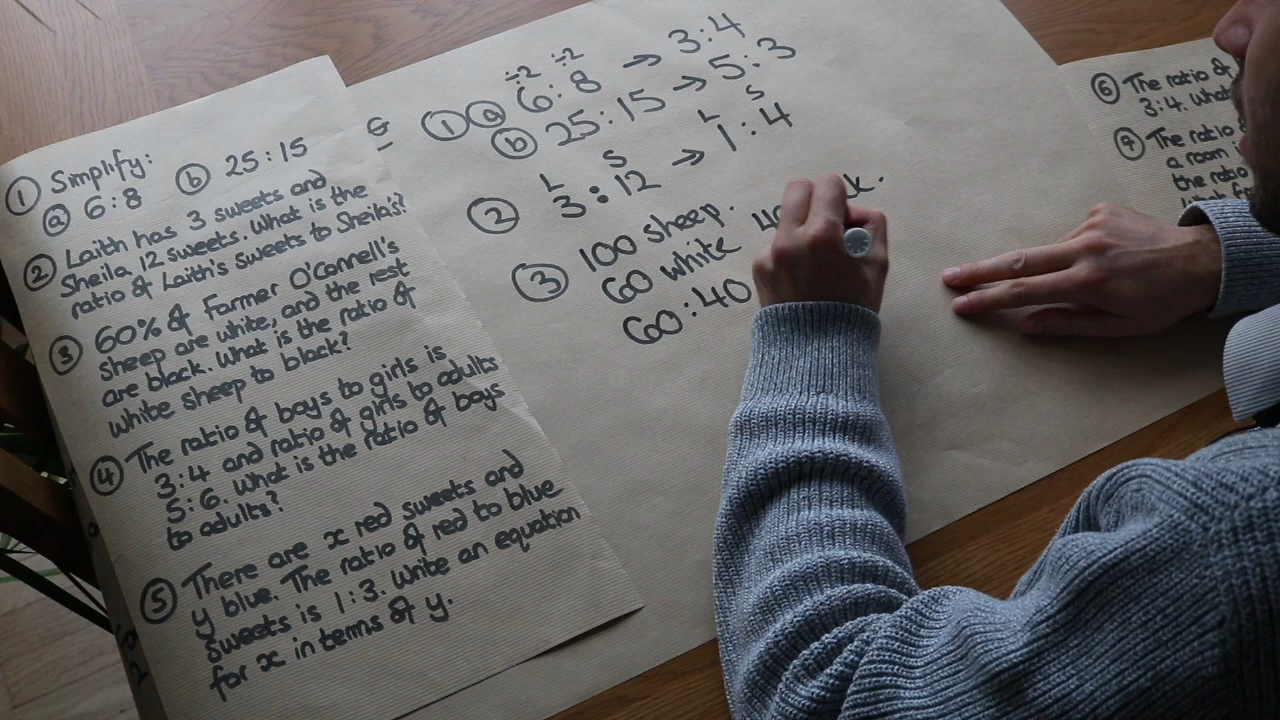 ① Simplify:
ⓐ 6:8 ⓑ 25:15
② Laith has 3 sweets and
Sheila 12 sweets. What is the
ratio of Laith's sweets to Sheila's?
③ 60% of Farmer O'Connell's
sheep are white, and the rest
are black. What is the ratio of
white sheep to black?
④ The ratio of boys to girls is
3:4 and ratio of girls to adults
5:6. What is the ratio of boys
to adults?
⑤ There are x red sweets and
y blue. The ratio of red to blue
sweets is 1:3. Write an equation
for x in terms of y.
÷2 ÷2
① ⓐ 6:8 → 3:4
ⓑ 25:15 → 5:3
L S L S
② 3:12 → 1:4
③ 100 sheep.
60 white
60:40
⑥ The ratio of
3:4. What
⑦ The ratio
a room
the ratio